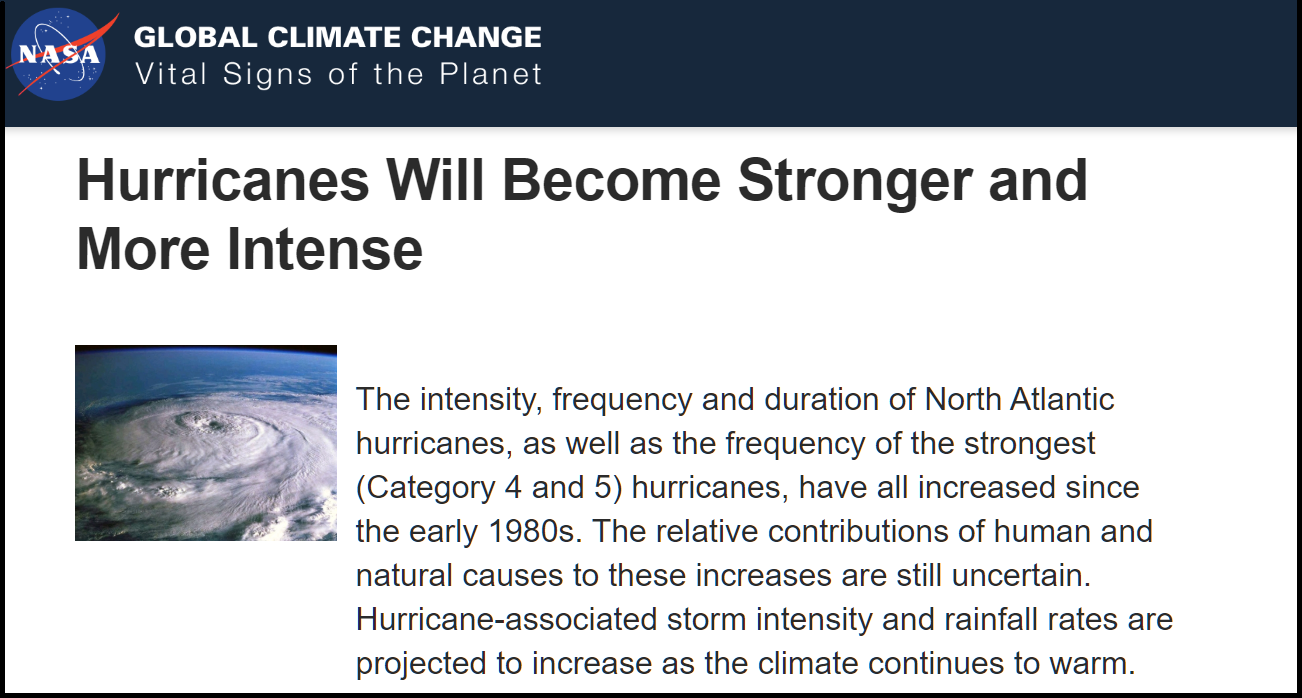 NASA
GLOBAL CLIMATE CHANGE
Vital Signs of the Planet
Hurricanes Will Become Stronger and
More Intense
The intensity, frequency and duration of North Atlantic
hurricanes, as well as the frequency of the strongest
(Category 4 and 5) hurricanes, have all increased since
the early 1980s. The relative contributions of human and
natural causes to these increases are still uncertain.
Hurricane-associated storm intensity and rainfall rates are
projected to increase as the climate continues to warm.